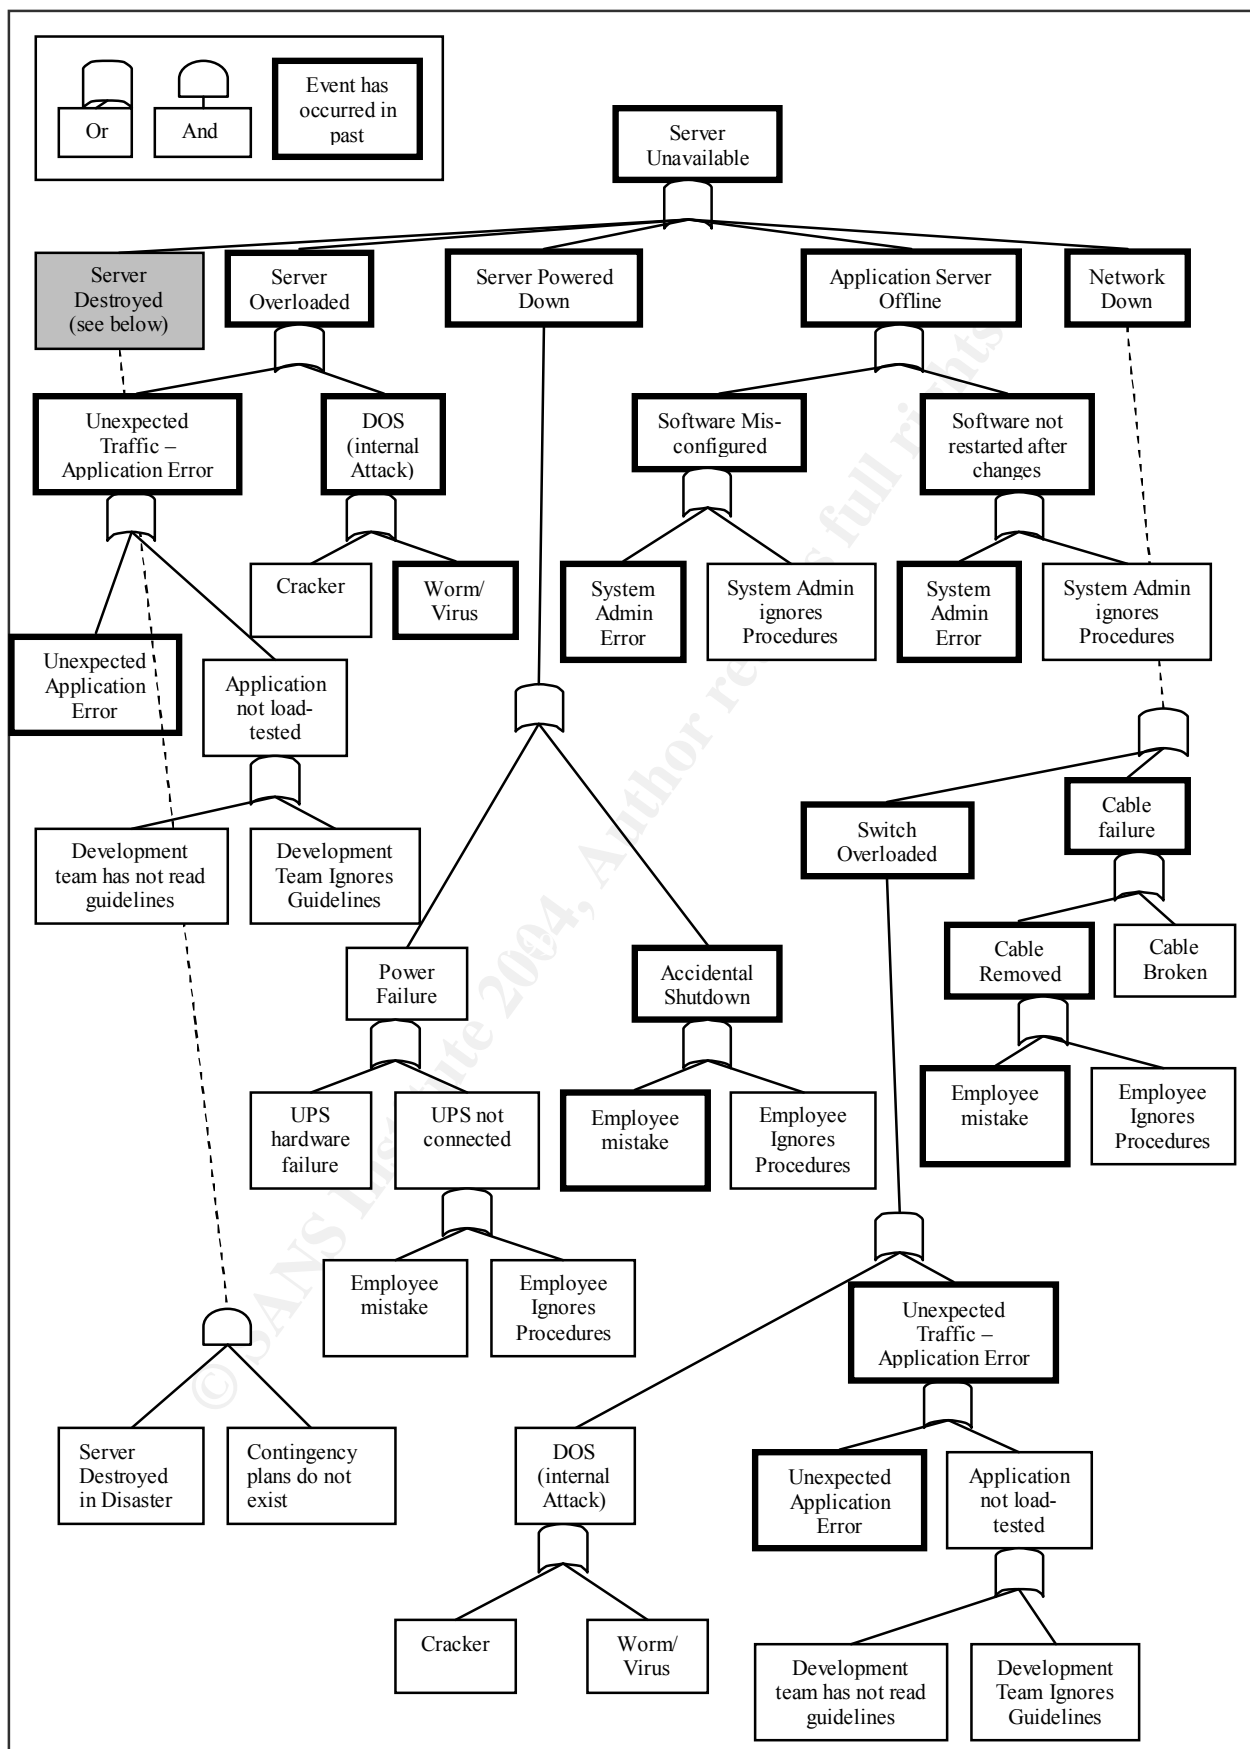 Or
And
Event has
occurred in
past
Server
Unavailable
Server
Destroyed
(see below)
Server
Overloaded
Server Powered
Down
Application Server
Offline
Network
Down
Unexpected
Traffic –
Application Error
DOS
(internal
Attack)
Software Mis-
configured
Software not
restarted after
changes
Cracker
Worm/
Virus
System
Admin
Error
System Admin
ignores
Procedures
System
Admin
Error
System Admin
ignores
Procedures
Unexpected
Application
Error
Application
not load-
tested
Switch
Overloaded
Cable
failure
Development
team has not read
guidelines
Development
Team Ignores
Guidelines
Power
Failure
Accidental
Shutdown
Cable
Removed
Cable
Broken
UPS
hardware
failure
UPS not
connected
Employee
mistake
Employee
Ignores
Procedures
Employee
mistake
Employee
Ignores
Procedures
Employee
mistake
Employee
Ignores
Procedures
Unexpected
Traffic –
Application Error
Server
Destroyed
in Disaster
Contingency
plans do not
exist
DOS
(internal
Attack)
Unexpected
Application
Error
Application
not load-
tested
Cracker
Worm/
Virus
Development
team has not read
guidelines
Development
Team Ignores
Guidelines
© SANS Institute 2004, Author re s full rights